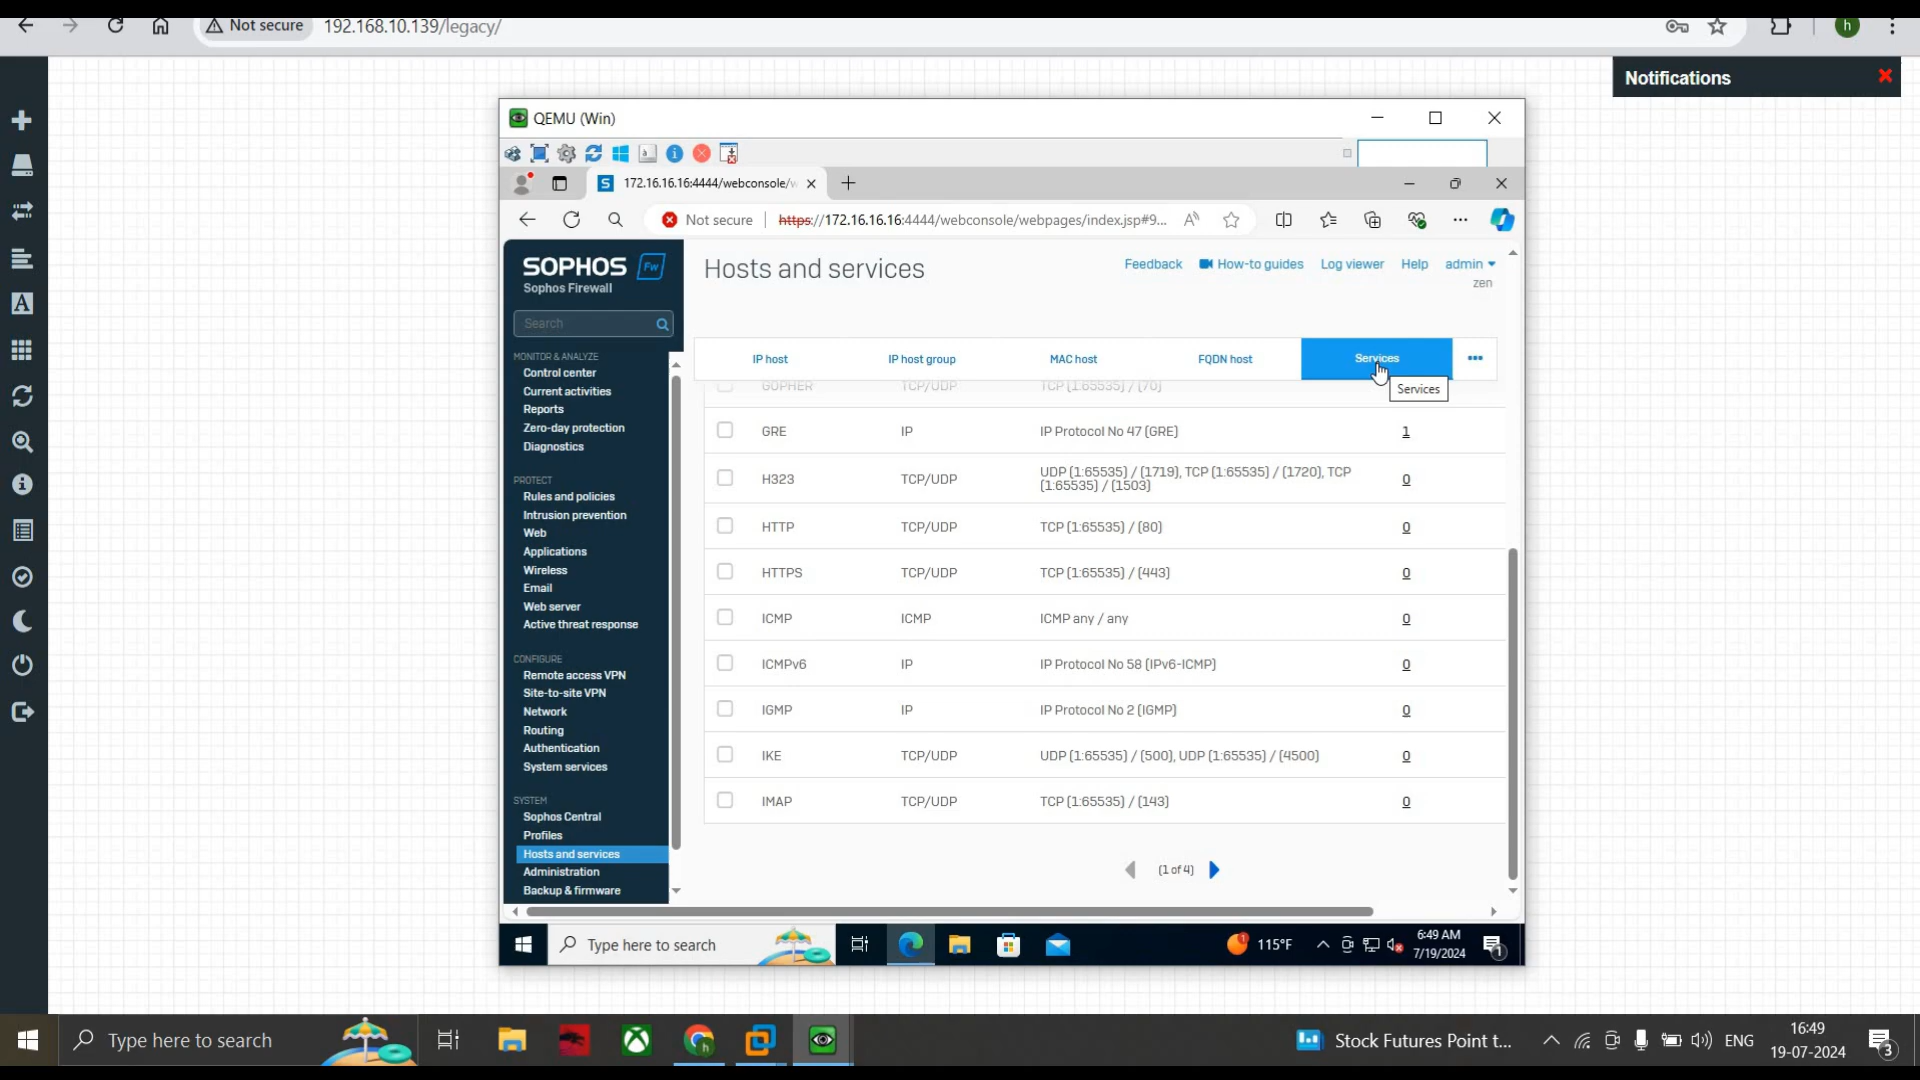 Not secure 192.168.10.139/legacy/ h
Notifications
QEMU (Win)
172.16.16.16:4444/webconsole/w
Not secure https://172.16.16.16:4444/webconsole/webpages/index.jsp#9...
SOPHOS Fw
Sophos Firewall
Hosts and services
Feedback How-to guides Log viewer Help admin
zen
Search
IP host IP host group MAC host FQDN host Services •••
Services
MONITOR & ANALYZE
Control center
Current activities
Reports
Zero-day protection
Diagnostics
PROTECT
Rules and policies
Intrusion prevention
Web
Applications
Wireless
Email
Web server
Active threat response
CONFIGURE
Remote access VPN
Site-to-site VPN
Network
Routing
Authentication
System services
SYSTEM
Sophos Central
Profiles
Hosts and services
Administration
Backup & firmware
GOPHER TCP/UDP TCP (1:65535) / (70)
GRE IP IP Protocol No 47 (GRE) 1
H323 TCP/UDP UDP (1:65535) / (1719), TCP (1:65535) / (1720), TCP (1:65535) / (1503) 0
HTTP TCP/UDP TCP (1:65535) / (80) 0
HTTPS TCP/UDP TCP (1:65535) / (443) 0
ICMP ICMP ICMP any / any 0
ICMPv6 IP IP Protocol No 58 (IPv6-ICMP) 0
IGMP IP IP Protocol No 2 (IGMP) 0
IKE TCP/UDP UDP (1:65535) / (500), UDP (1:65535) / (4500) 0
IMAP TCP/UDP TCP (1:65535) / (143) 0
(1 of 4)
Type here to search 115°F 6:49 AM
7/19/2024 1
Type here to search Stock Futures Point t... ENG 16:49
19-07-2024 3